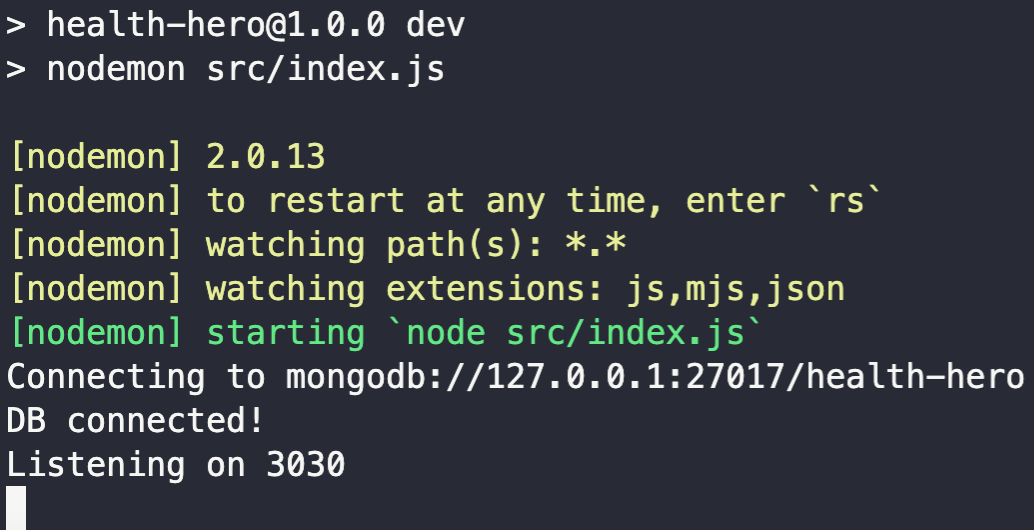 > health-hero@1.0.0 dev
> nodemon src/index.js
[nodemon] 2.0.13
[nodemon] to restart at any time, enter `rs`
[nodemon] watching path(s): *.*
[nodemon] watching extensions: js,mjs,json
[nodemon] starting `node src/index.js`
Connecting to mongodb://127.0.0.1:27017/health-hero
DB connected!
Listening on 3030